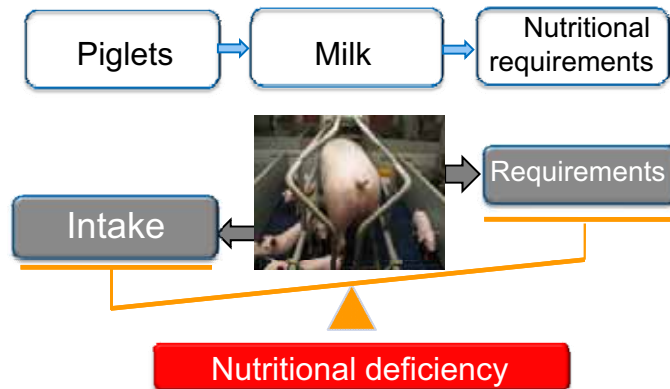 Piglets
Milk
Nutritional
requirements
Requirements
Intake
Nutritional deficiency